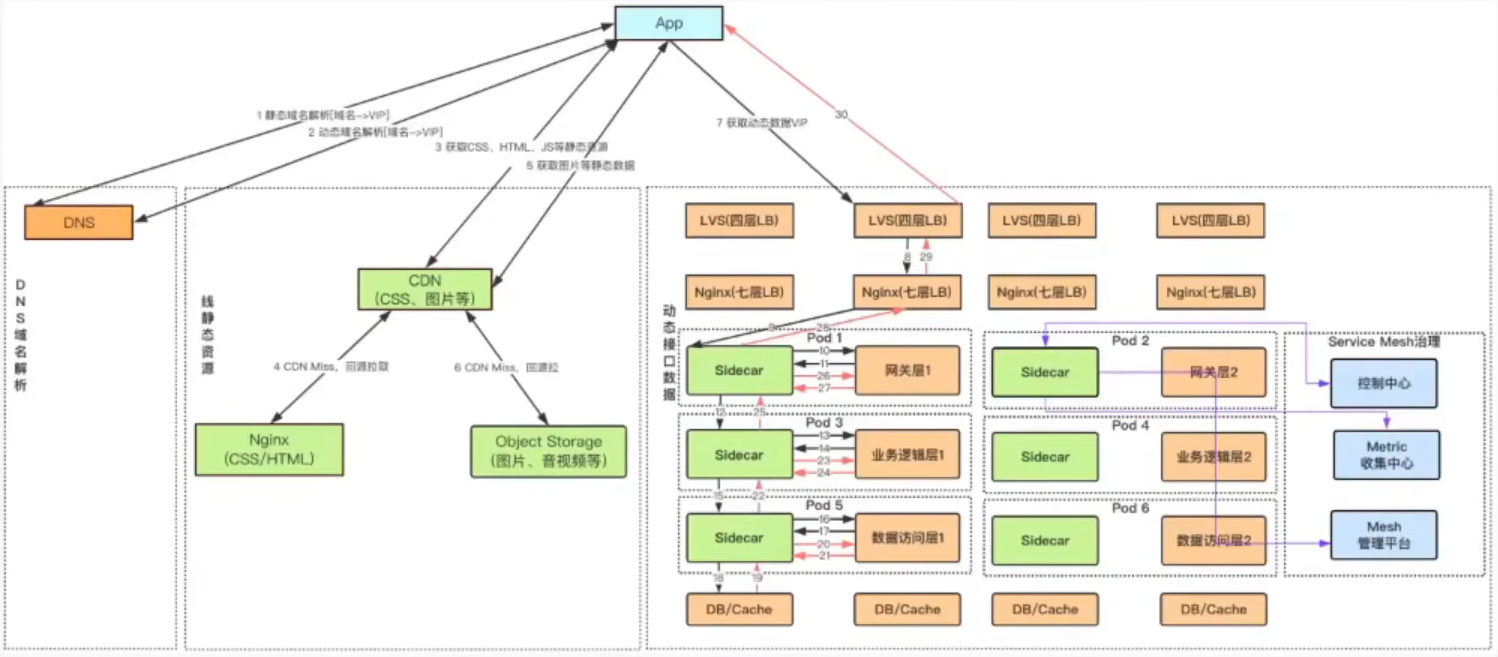 App
1 静态域名解析[域名->VIP]
2 动态域名解析[域名->VIP]
3 获取CSS、HTML、JS等静态资源
5 获取图片等静态数据
7 获取动态数据VIP
30
DNS
DNS域名解析
线静态资源
CDN
(CSS、图片等)
4 CDN Miss，回源拉取
6 CDN Miss，回源拉
Nginx
(CSS/HTML)
Object Storage
(图片、音视频等)
动态接口数据
LVS(四层LB)
LVS(四层LB)
LVS(四层LB)
LVS(四层LB)
8
29
Nginx(七层LB)
Nginx(七层LB)
Nginx(七层LB)
Nginx(七层LB)
9
28
Pod 1
Sidecar
10
11
26
27
网关层1
Pod 2
Sidecar
网关层2
12
25
Pod 3
Sidecar
13
14
23
24
业务逻辑层1
Pod 4
Sidecar
业务逻辑层2
15
22
Pod 5
Sidecar
16
17
20
21
数据访问层1
Pod 6
Sidecar
数据访问层2
18
19
DB/Cache
DB/Cache
DB/Cache
DB/Cache
Service Mesh治理
控制中心
Metric
收集中心
Mesh
管理平台